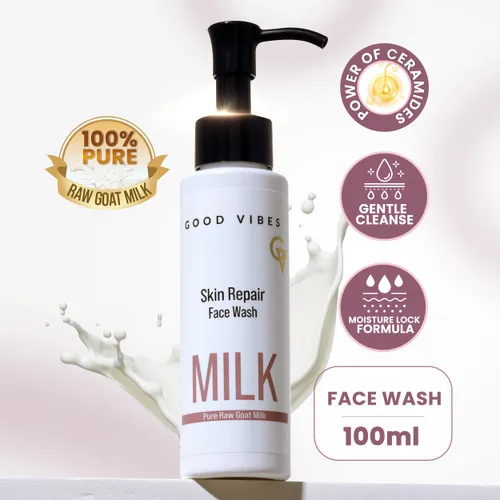 100%
PURE
RAW GOAT MILK
GOOD VIBES
Skin Repair
Face Wash
MILK
Pure Raw Goat Milk
POWER OF CERAMIDES
GENTLE
CLEANSE
MOISTURE LOCK
FORMULA
FACE WASH
100ml